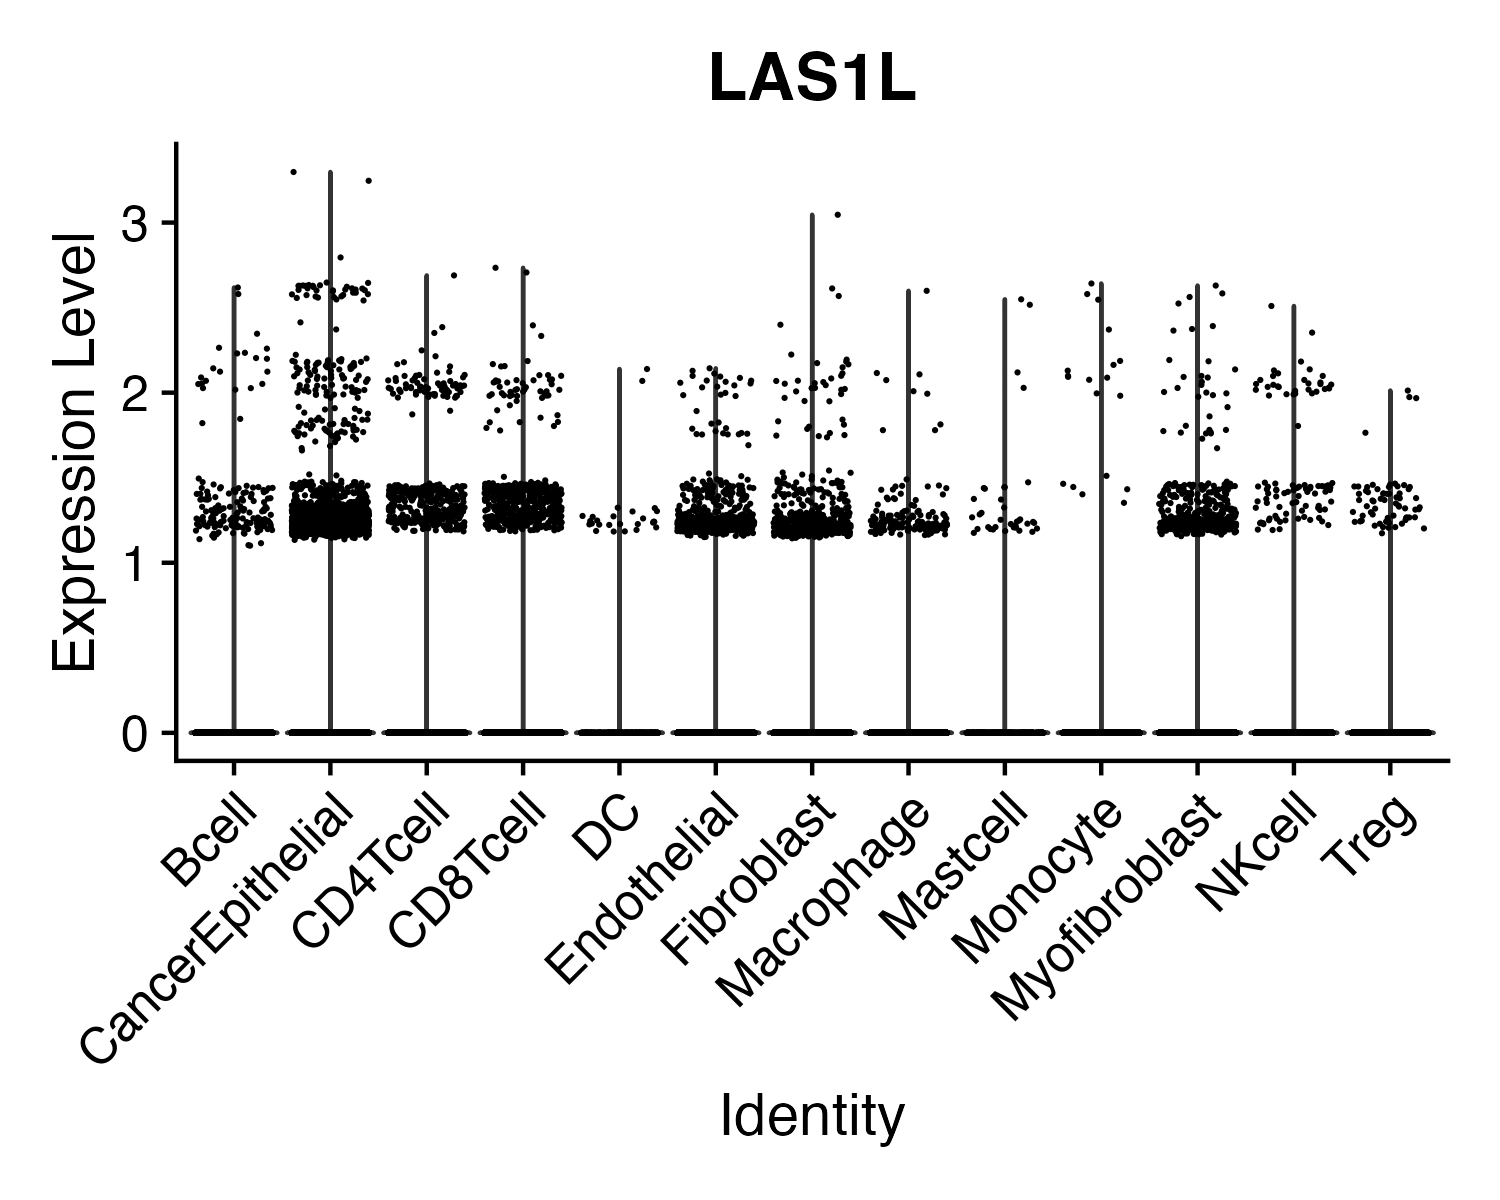 LAS1L
Expression Level
3
2
1
0
Bcell
CancerEpithelial
CD4Tcell
CD8Tcell
DC
Endothelial
Fibroblast
Macrophage
Mastcell
Monocyte
Myofibroblast
NKcell
Treg
Identity